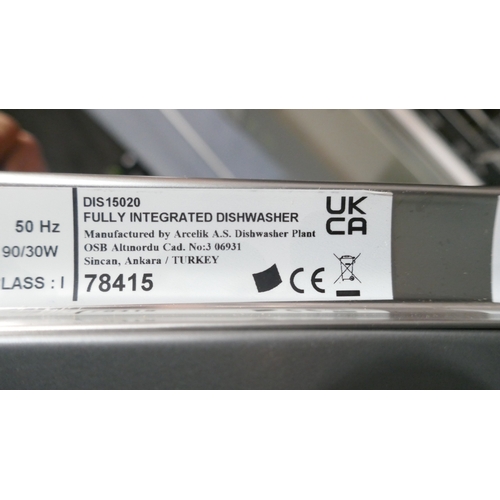 50 Hz
90/30W
LASS : I
DIS15020
FULLY INTEGRATED DISHWASHER
Manufactured by Arcelik A.S. Dishwasher Plant
OSB Altınordu Cad. No:3 06931
Sincan, Ankara / TURKEY
78415
UK
CA
CE